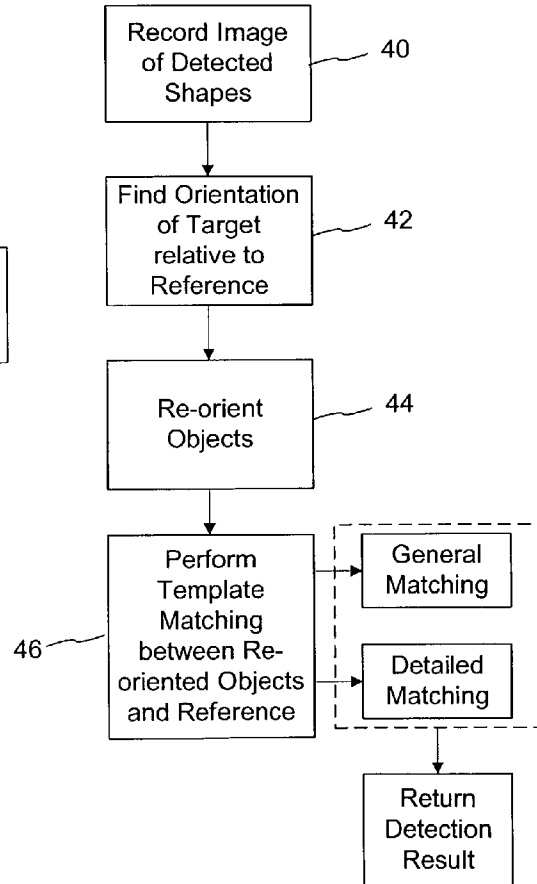 Record Image
of Detected
Shapes
40
Find Orientation
of Target
relative to
Reference
42
Re-orient
Objects
44
Perform
Template
Matching
between Re-
oriented Objects
and Reference
46
General
Matching
Detailed
Matching
Return
Detection
Result